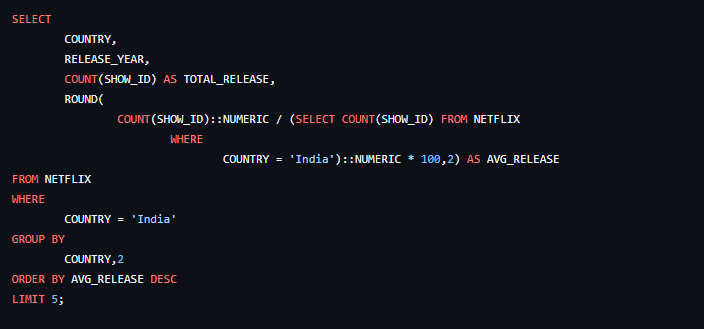 SELECT
COUNTRY,
RELEASE_YEAR,
COUNT(SHOW_ID) AS TOTAL_RELEASE,
ROUND(
COUNT(SHOW_ID)::NUMERIC / (SELECT COUNT(SHOW_ID) FROM NETFLIX
WHERE
COUNTRY = 'India')::NUMERIC * 100,2) AS AVG_RELEASE
FROM NETFLIX
WHERE
COUNTRY = 'India'
GROUP BY
COUNTRY,2
ORDER BY AVG_RELEASE DESC
LIMIT 5;